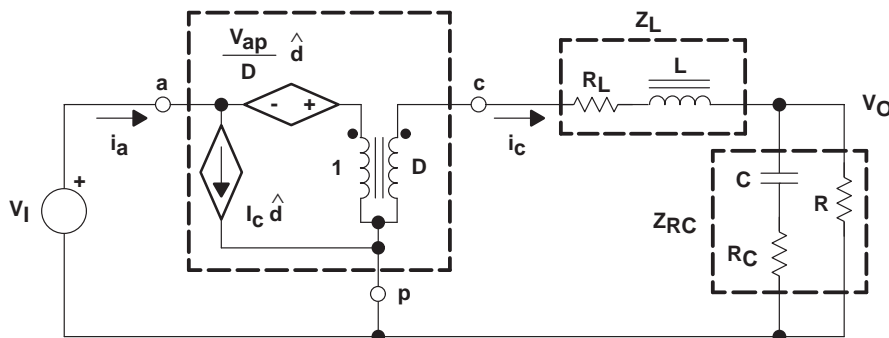 Z_L
V_ap / D d̂
a
c
R_L
L
V_O
- +
i_a
i_c
1
D
C
R
V_I
+
I_c d̂
Z_RC
R_C
p